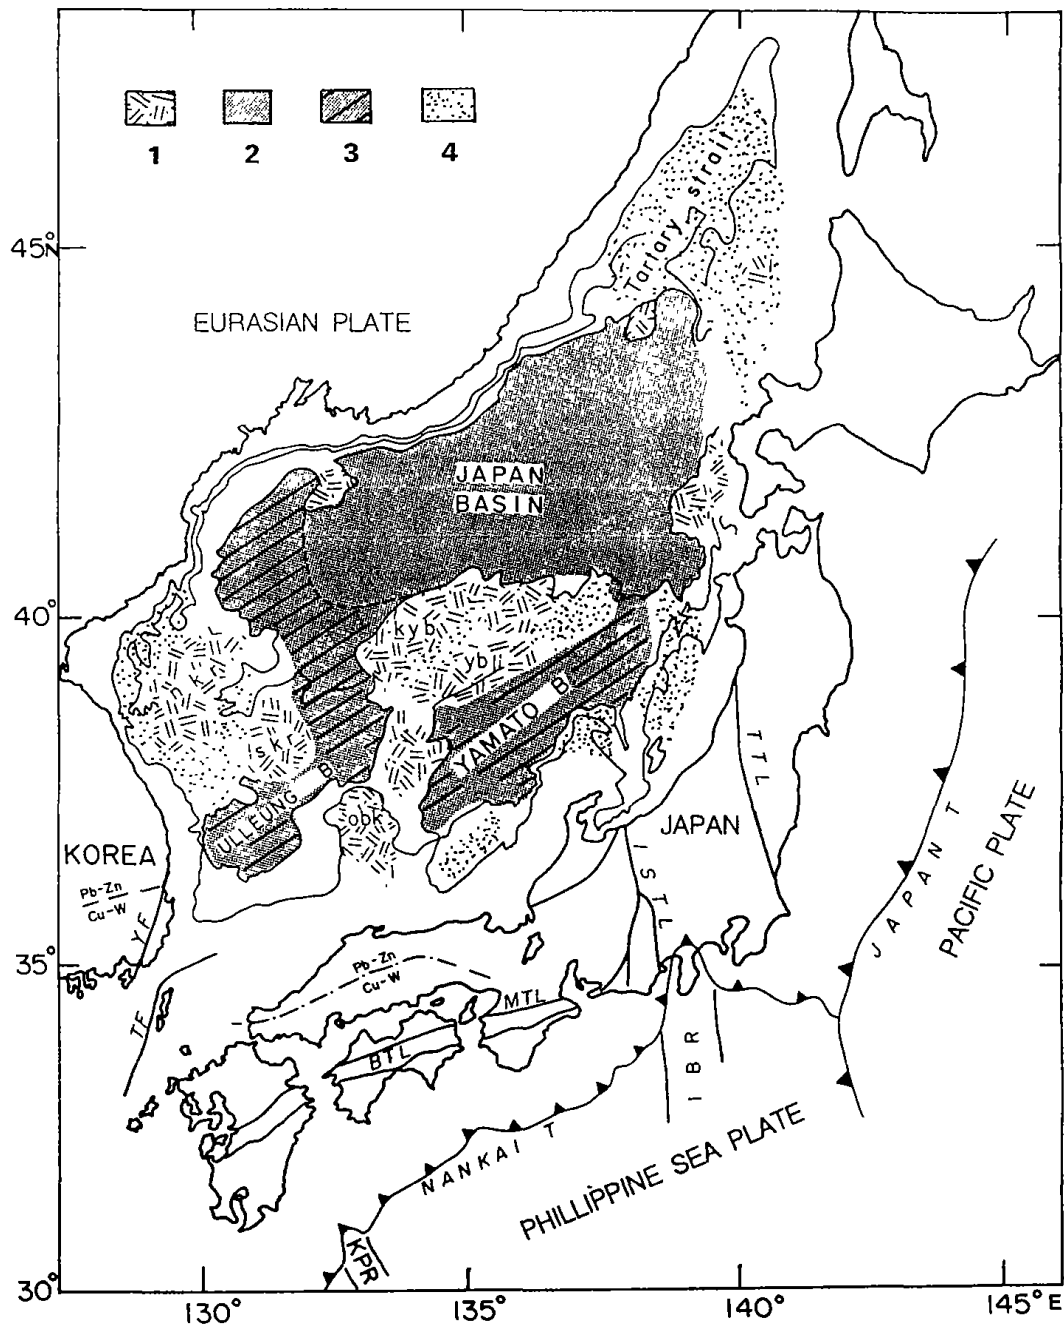 1 2 3 4
45°N
Tartary strait
EURASIAN PLATE
JAPAN
BASIN
40°
kyb
yb
YAMATO B.
sk
ULLEUNG B.
obk
KOREA
Pb-Zn
Cu-W
YF
TF
JAPAN
TTL
ISTL
JAPAN T
PACIFIC PLATE
35°
Pb-Zn
Cu-W
MTL
BTL
IBR
NANKAI T
PHILLIPPINE SEA PLATE
KPR
30°
130° 135° 140° 145° E